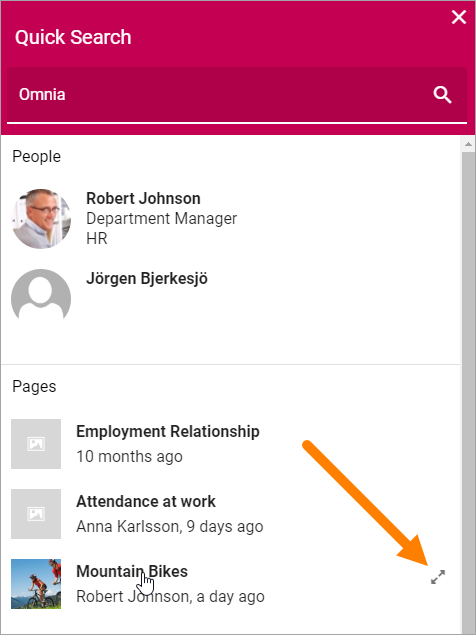 Quick Search
Omnia
People
Robert Johnson
Department Manager
HR
Jörgen Bjerkesjö
Pages
Employment Relationship
10 months ago
Attendance at work
Anna Karlsson, 9 days ago
Mountain Bikes
Robert Johnson, a day ago